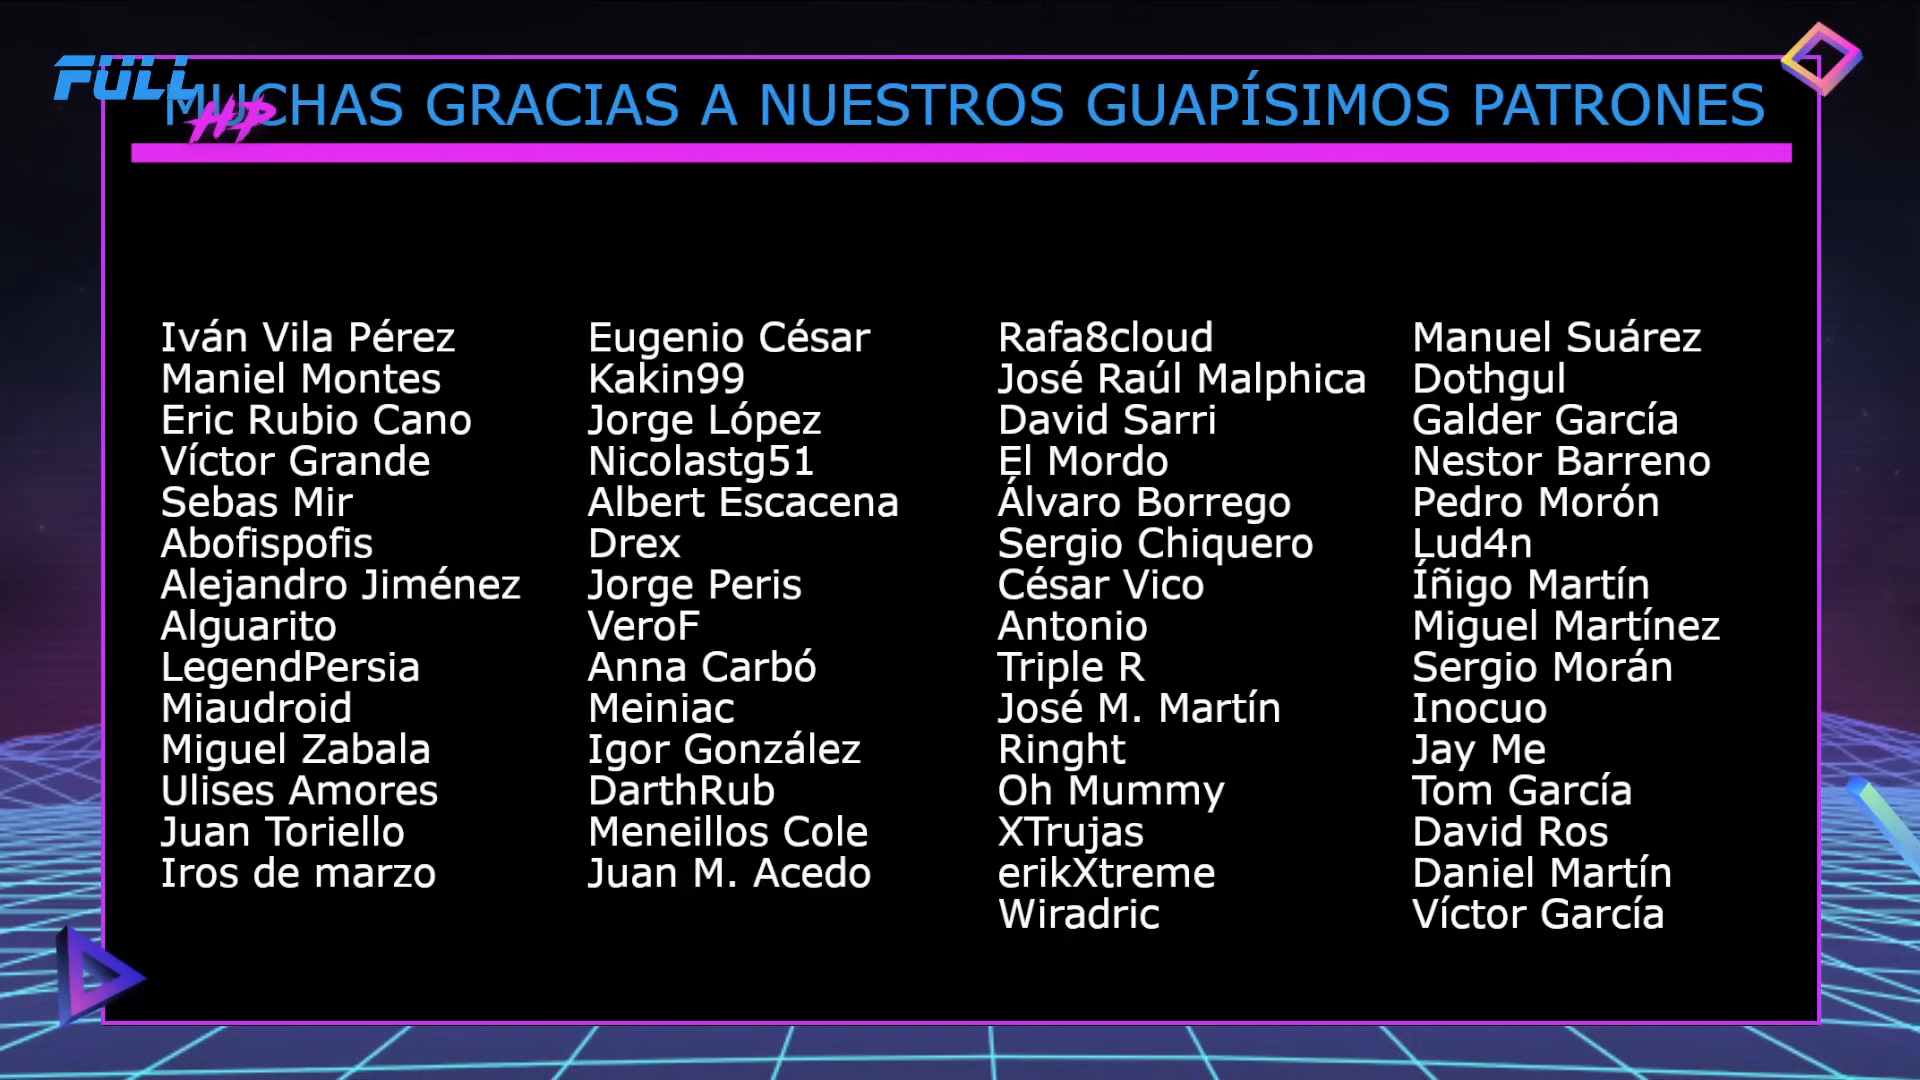 FULL
HP
MUCHAS GRACIAS A NUESTROS GUAPÍSIMOS PATRONES
Iván Vila Pérez
Maniel Montes
Eric Rubio Cano
Víctor Grande
Sebas Mir
Abofispofis
Alejandro Jiménez
Alguarito
LegendPersia
Miaudroid
Miguel Zabala
Ulises Amores
Juan Toriello
Iros de marzo
Eugenio César
Kakin99
Jorge López
Nicolastg51
Albert Escacena
Drex
Jorge Peris
VeroF
Anna Carbó
Meiniac
Igor González
DarthRub
Meneillos Cole
Juan M. Acedo
Rafa8cloud
José Raúl Malphica
David Sarri
El Mordo
Álvaro Borrego
Sergio Chiquero
César Vico
Antonio
Triple R
José M. Martín
Ringht
Oh Mummy
XTrujas
erikXtreme
Wiradric
Manuel Suárez
Dothgul
Galder García
Nestor Barreno
Pedro Morón
Lud4n
Íñigo Martín
Miguel Martínez
Sergio Morán
Inocuo
Jay Me
Tom García
David Ros
Daniel Martín
Víctor García